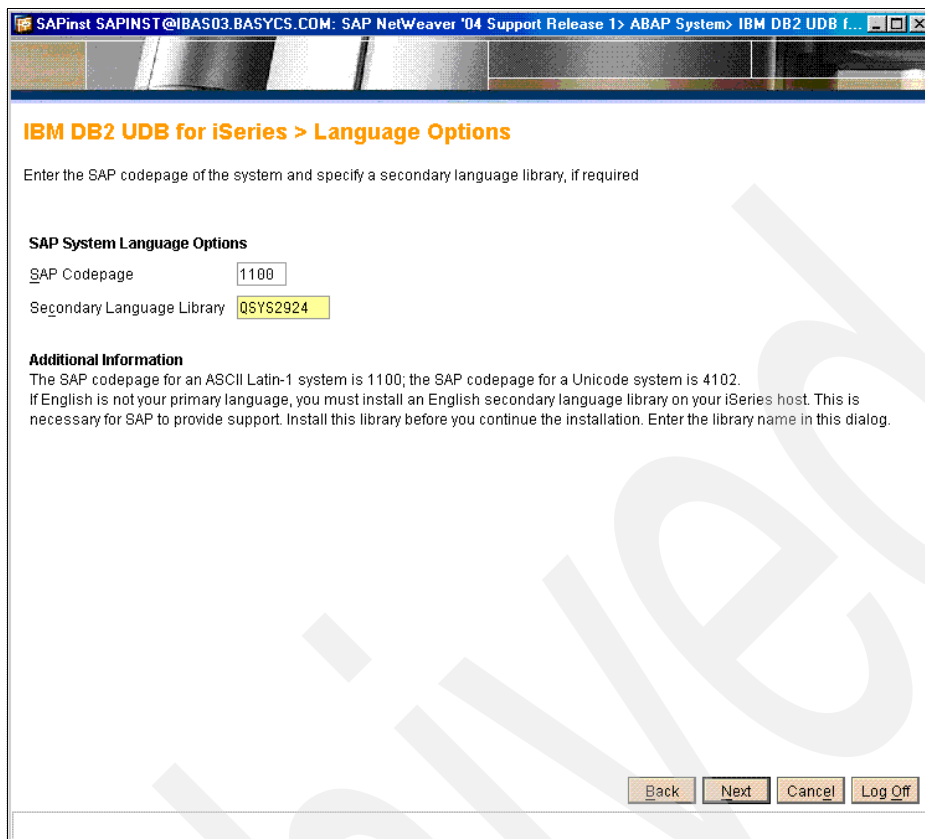 SAPinst SAPINST@IBAS03.BASYCS.COM: SAP NetWeaver '04 Support Release 1> ABAP System> IBM DB2 UDB f...
IBM DB2 UDB for iSeries > Language Options
Enter the SAP codepage of the system and specify a secondary language library, if required
SAP System Language Options
SAP Codepage 1100
Secondary Language Library QSYS2924
Additional Information
The SAP codepage for an ASCII Latin-1 system is 1100; the SAP codepage for a Unicode system is 4102.
If English is not your primary language, you must install an English secondary language library on your iSeries host. This is
necessary for SAP to provide support. Install this library before you continue the installation. Enter the library name in this dialog.
Back Next Cancel Log Off
hived